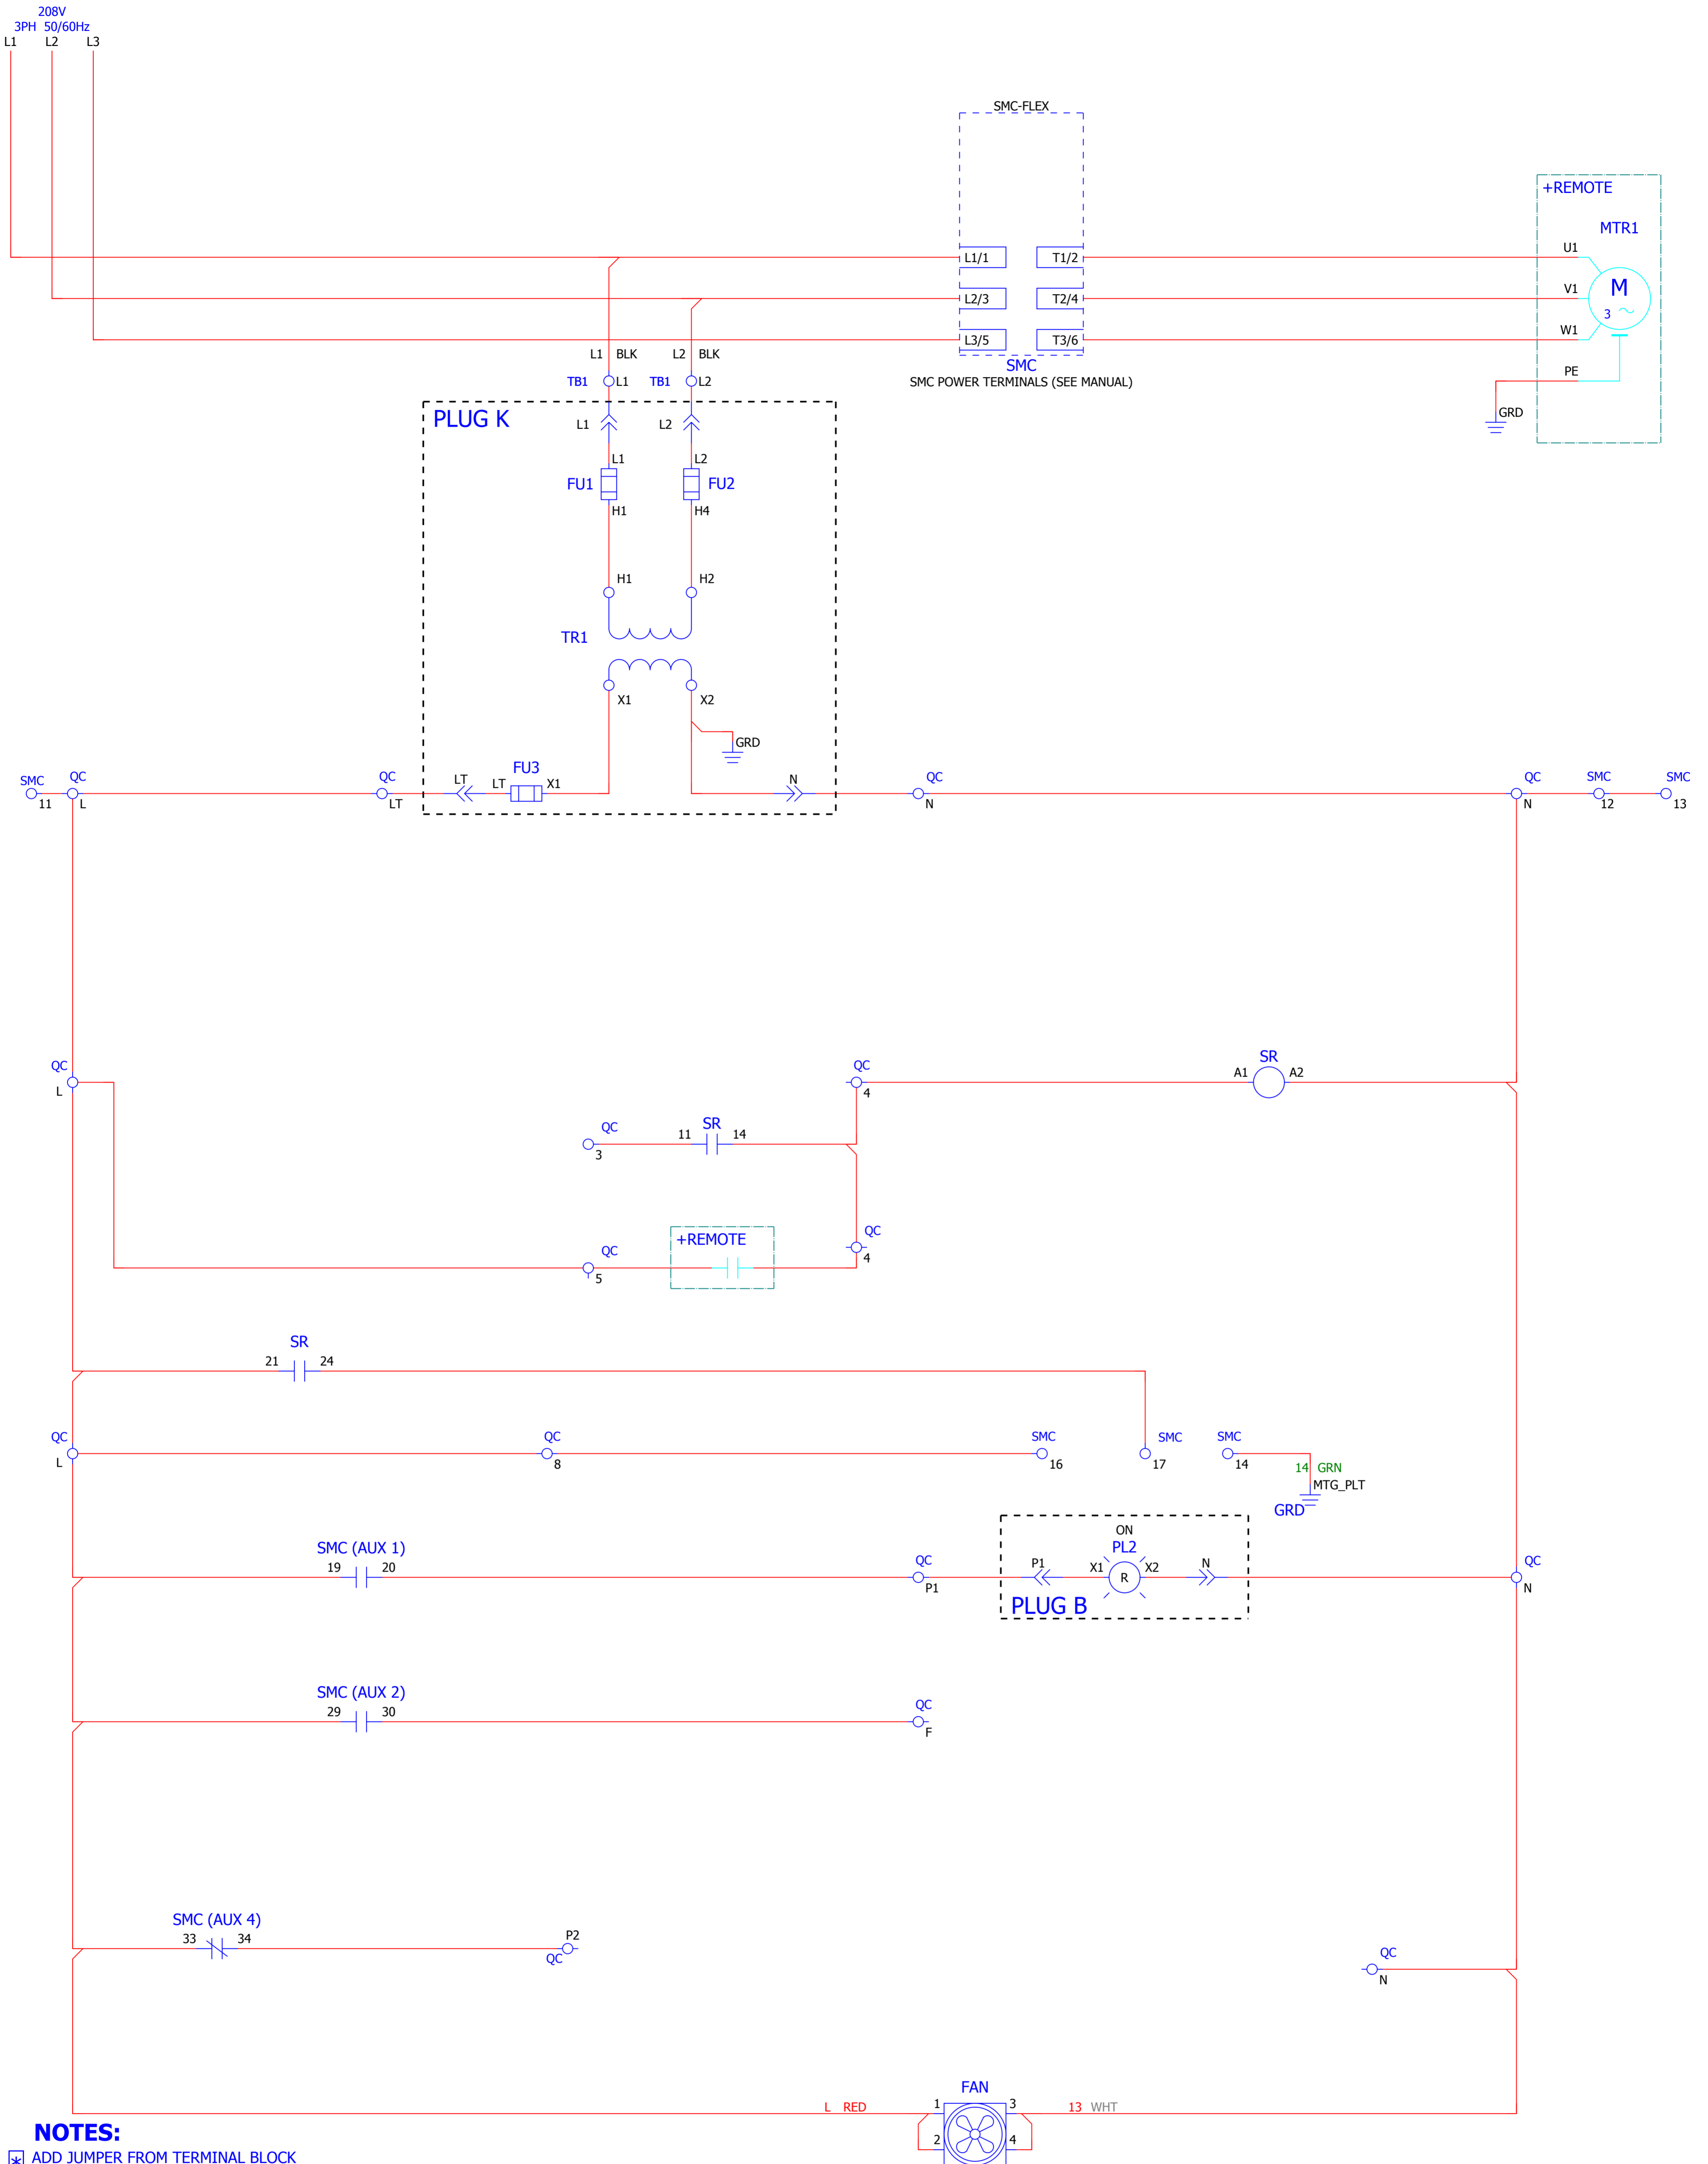 208V
3PH 50/60Hz
L1 L2 L3
SMC-FLEX
+REMOTE
MTR1
U1
L1/1 T1/2
V1 M
L2/3 T2/4
3
W1
L3/5 T3/6
L1 BLK L2 BLK
SMC
PE
TB1 L1 TB1 L2
SMC POWER TERMINALS (SEE MANUAL)
GRD
PLUG K
L1 L2
L1 L2
FU1 FU2
H1 H4
H1 H2
TR1
X1 X2
GRD
FU3
SMC QC QC LT LT X1 N QC QC SMC SMC
11 L LT N N 12 13
SR
QC QC A1 A2
L 4
SR
QC 11 14
3
QC
+REMOTE
QC 4
5
SR
21 24
QC QC SMC SMC SMC
L 8 16 17 14
14 GRN
MTG_PLT
GRD
ON
SMC (AUX 1) PL2
19 20 QC P1 X1 X2 N QC
R
P1 N
PLUG B
SMC (AUX 2)
29 30 QC
F
SMC (AUX 4)
33 34 P2
QC
QC
N
FAN
L RED 1 3 13 WHT
NOTES:
2 4
* ADD JUMPER FROM TERMINAL BLOCK